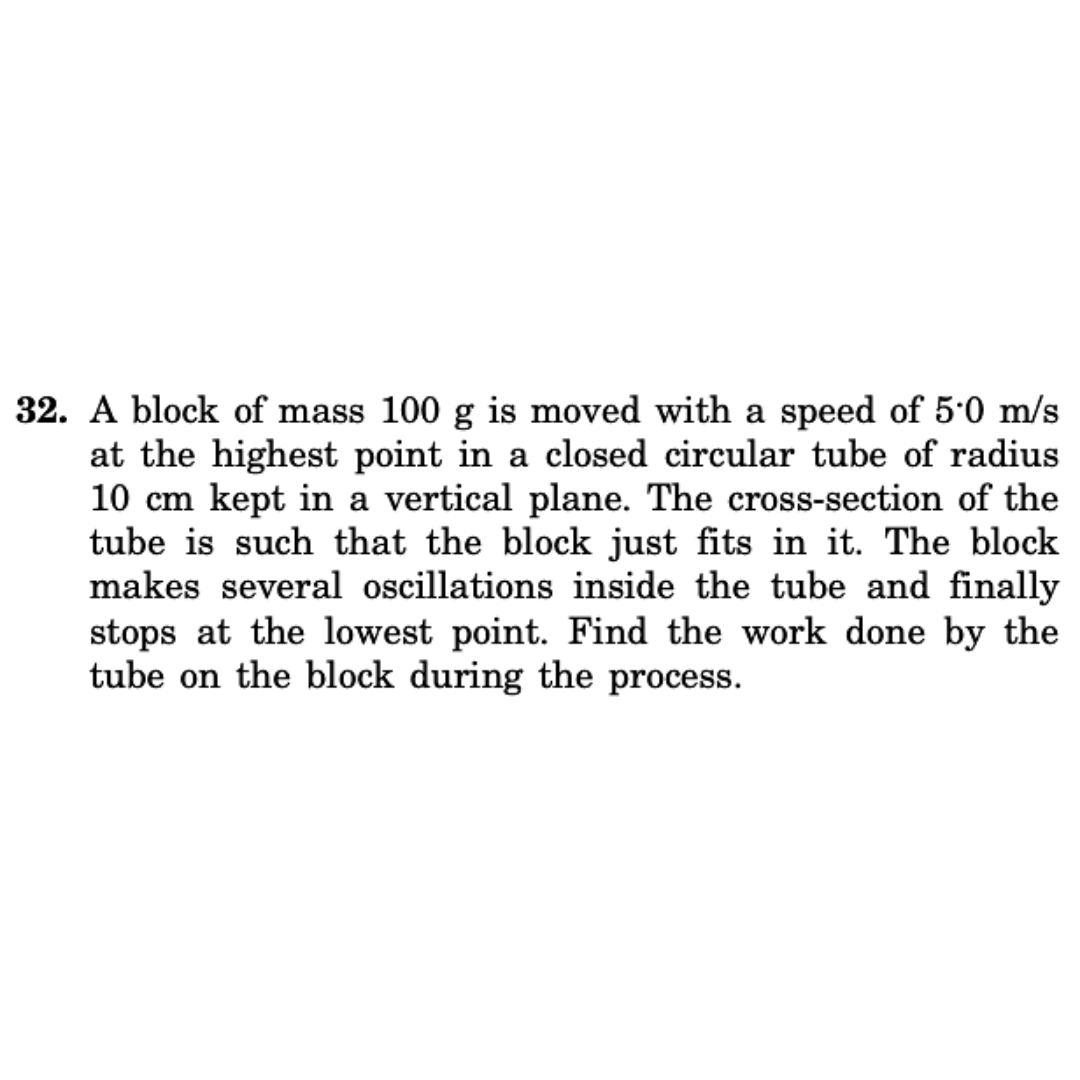 32. A block of mass 100 g is moved with a speed of 5·0 m/s
at the highest point in a closed circular tube of radius
10 cm kept in a vertical plane. The cross-section of the
tube is such that the block just fits in it. The block
makes several oscillations inside the tube and finally
stops at the lowest point. Find the work done by the
tube on the block during the process.